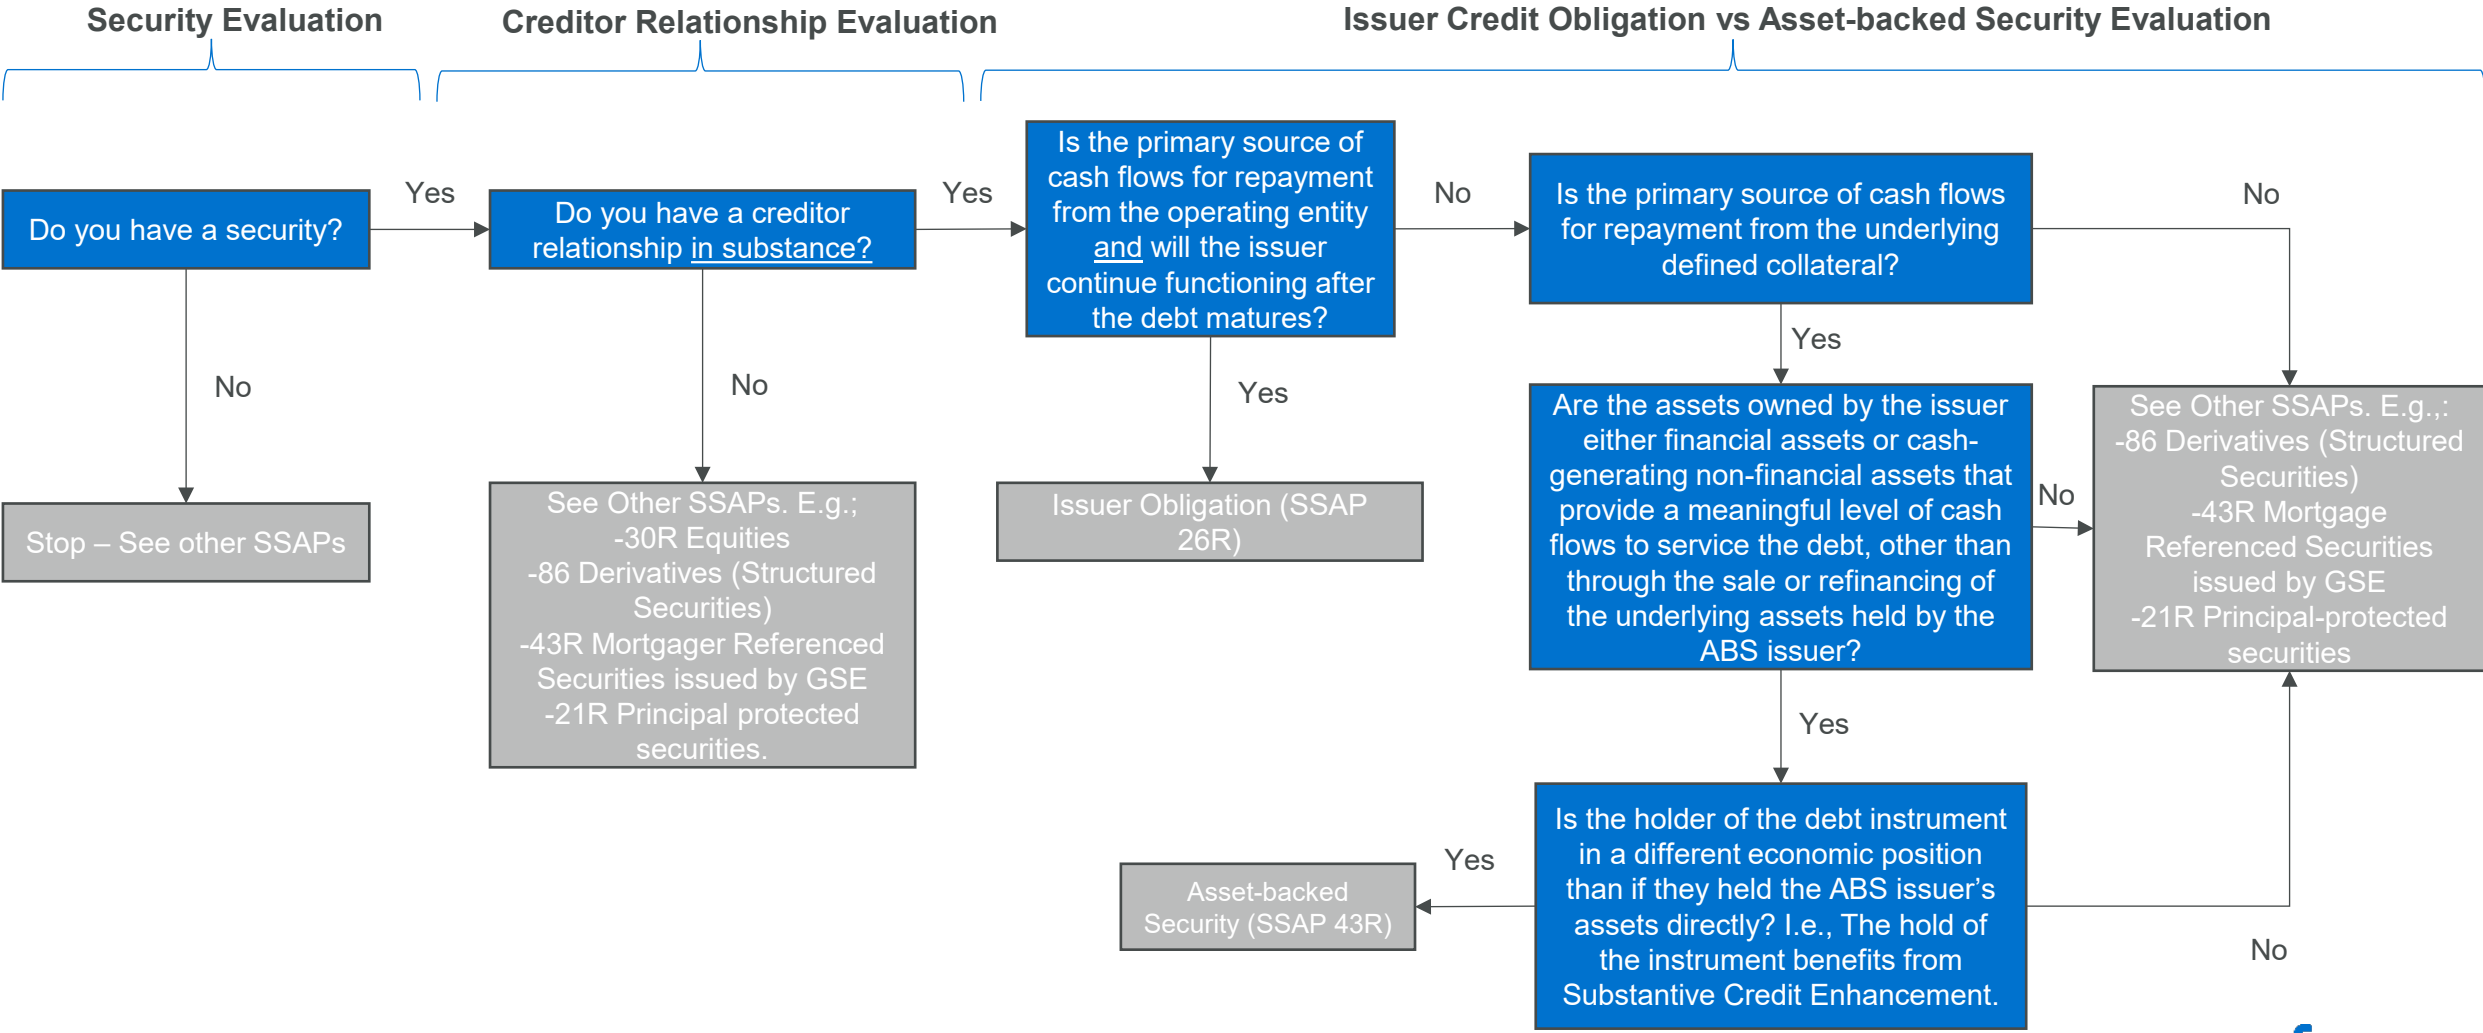 Security Evaluation
Creditor Relationship Evaluation
Issuer Credit Obligation vs Asset-backed Security Evaluation
Do you have a security?
Yes
No
Stop – See other SSAPs
Do you have a creditor
relationship in substance?
Yes
No
See Other SSAPs. E.g.;
-30R Equities
-86 Derivatives (Structured
Securities)
-43R Mortgager Referenced
Securities issued by GSE
-21R Principal protected
securities.
Is the primary source of
cash flows for repayment
from the operating entity
and will the issuer
continue functioning after
the debt matures?
No
Yes
Issuer Obligation (SSAP
26R)
Is the primary source of cash flows
for repayment from the underlying
defined collateral?
No
Yes
Are the assets owned by the issuer
either financial assets or cash-
generating non-financial assets that
provide a meaningful level of cash
flows to service the debt, other than
through the sale or refinancing of
the underlying assets held by the
ABS issuer?
No
Yes
See Other SSAPs. E.g.,:
-86 Derivatives (Structured
Securities)
-43R Mortgage
Referenced Securities
issued by GSE
-21R Principal-protected
securities
Is the holder of the debt instrument
in a different economic position
than if they held the ABS issuer’s
assets directly? I.e., The hold of
the instrument benefits from
Substantive Credit Enhancement.
Yes
No
Asset-backed
Security (SSAP 43R)